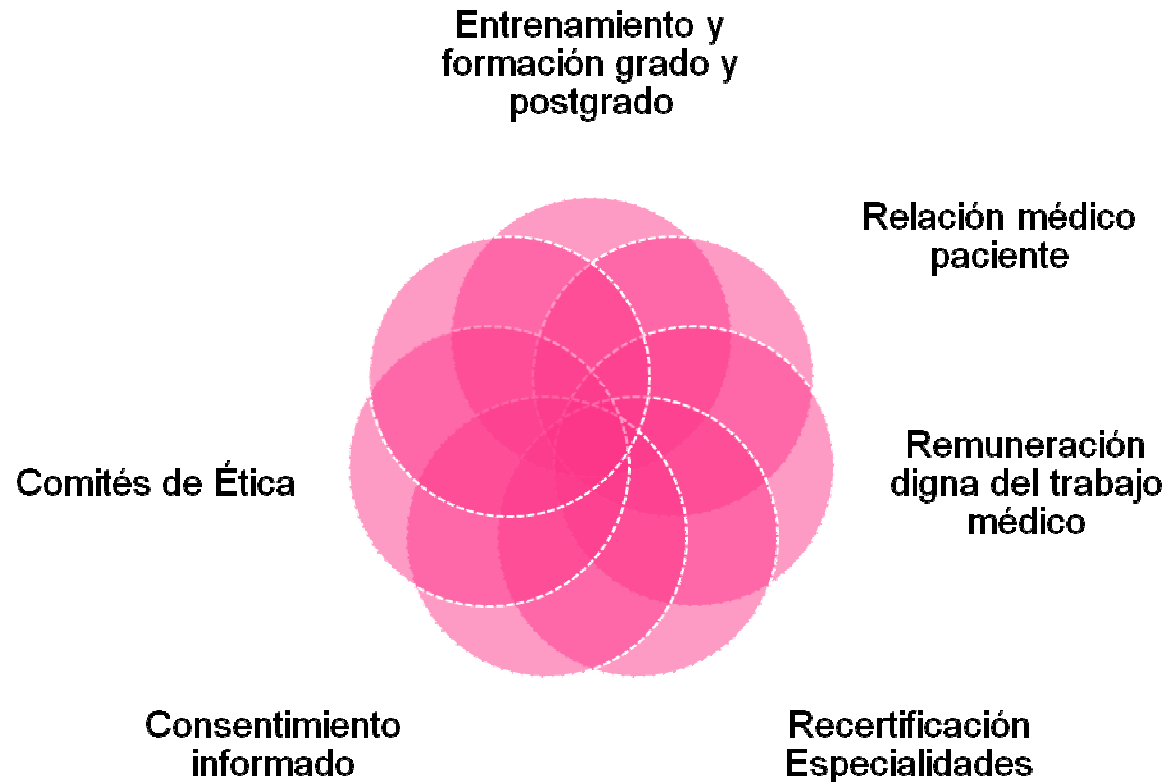 Entrenamiento y
formación grado y
postgrado
Relación médico
paciente
Remuneración
digna del trabajo
médico
Comités de Ética
Consentimiento
informado
Recertificación
Especialidades